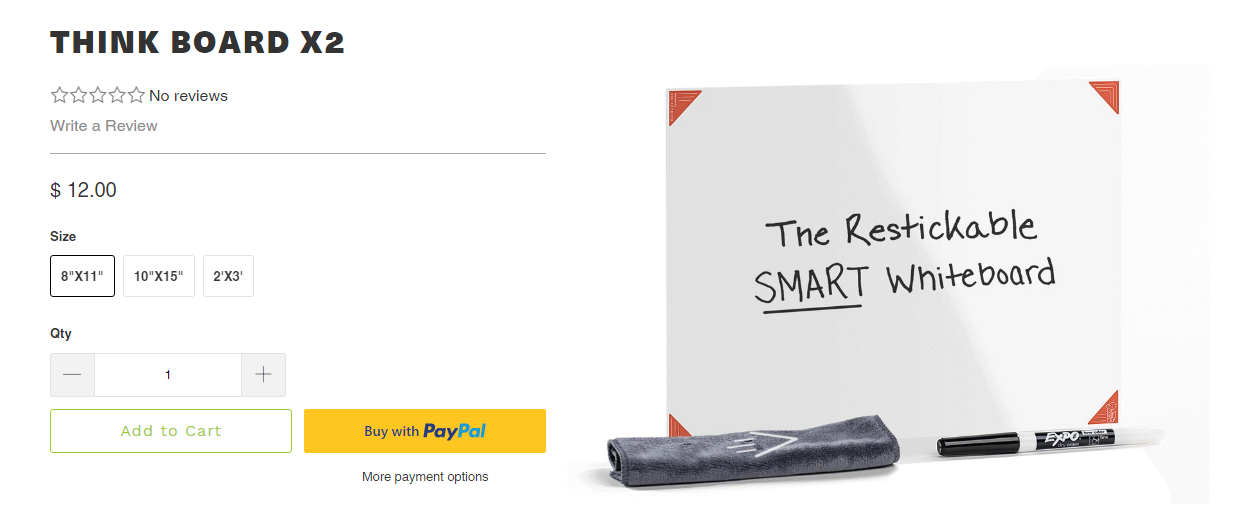 THINK BOARD X2
No reviews
Write a Review
$ 12.00
Size
8"X11"
10"X15"
2'X3'
Qty
1
Add to Cart
Buy with PayPal
More payment options
The Restickable
SMART Whiteboard
EXPO